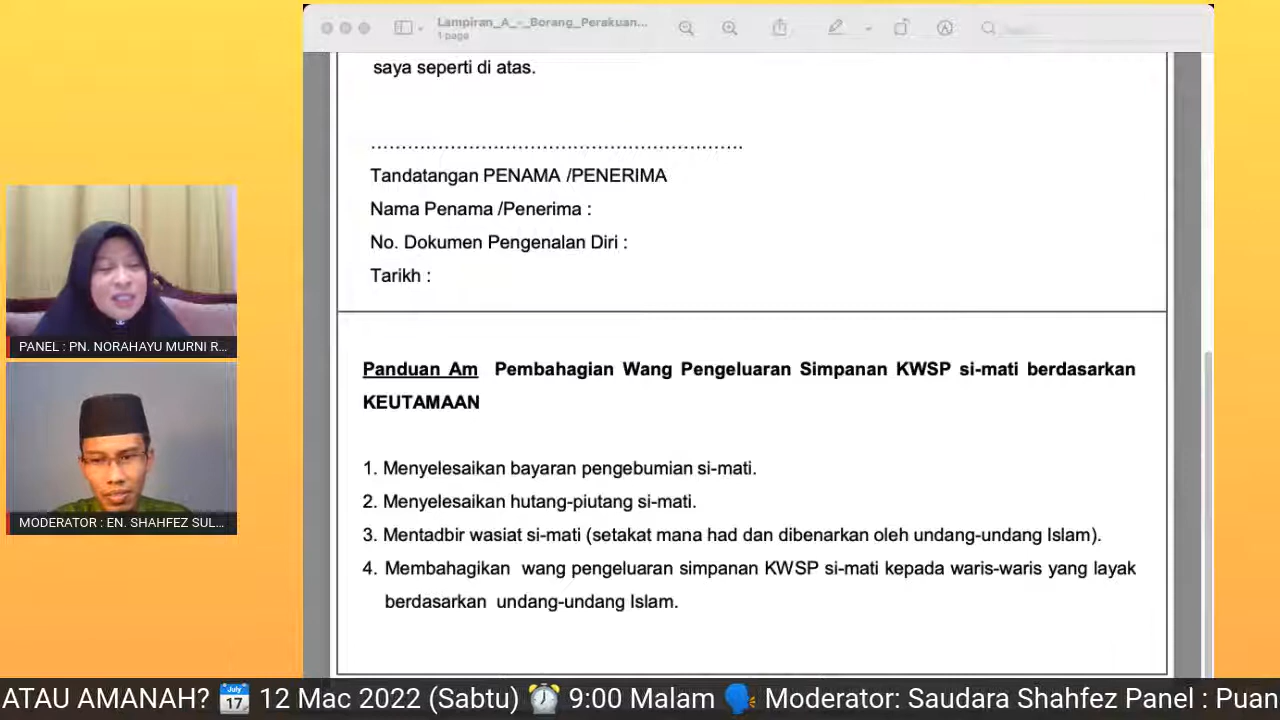 Lampiran_A_-_Borang_Perakuan...
1 page
saya seperti di atas.
............................................................
Tandatangan PENAMA /PENERIMA
Nama Penama /Penerima :
No. Dokumen Pengenalan Diri :
Tarikh :
Panduan Am Pembahagian Wang Pengeluaran Simpanan KWSP si-mati berdasarkan
KEUTAMAAN
1. Menyelesaikan bayaran pengebumian si-mati.
2. Menyelesaikan hutang-piutang si-mati.
3. Mentadbir wasiat si-mati (setakat mana had dan dibenarkan oleh undang-undang Islam).
4. Membahagikan wang pengeluaran simpanan KWSP si-mati kepada waris-waris yang layak
berdasarkan undang-undang Islam.
PANEL : PN. NORAHAYU MURNI R...
MODERATOR : EN. SHAHFEZ SUL...
ATAU AMANAH? 📅 12 Mac 2022 (Sabtu) ⏰ 9:00 Malam 🗣️ Moderator: Saudara Shahfez Panel : Puan